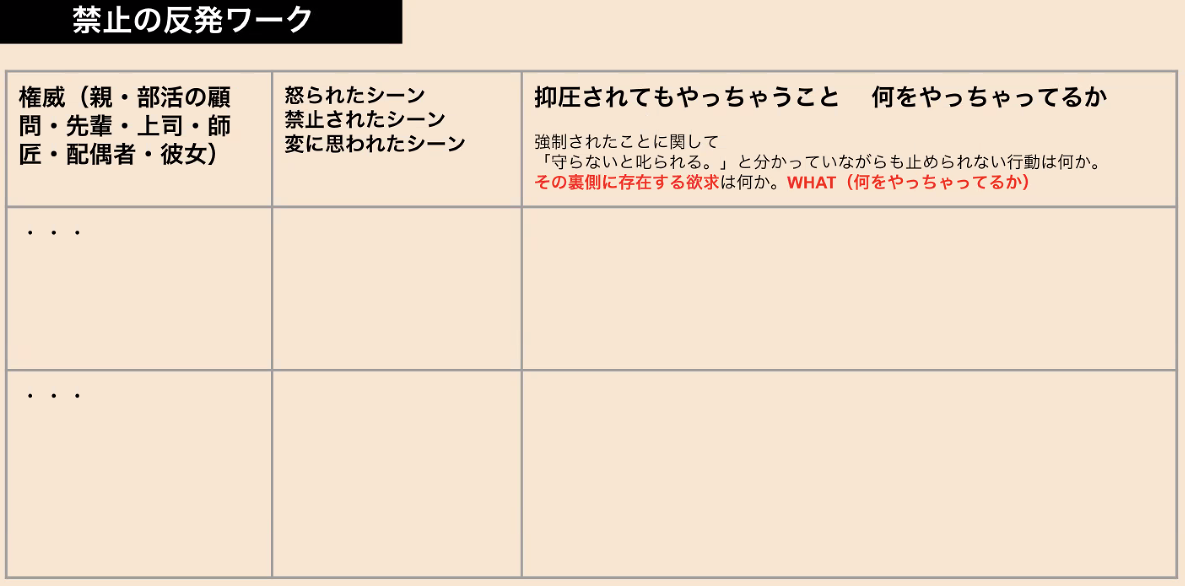 禁止の反発ワーク
権威（親・部活の顧
問・先輩・上司・師
匠・配偶者・彼女）
怒られたシーン
禁止されたシーン
変に思われたシーン
抑圧されてもやっちゃうこと　何をやっちゃってるか
強制されたことに関して
「守らないと叱られる。」と分かっていながらも止められない行動は何か。
その裏側に存在する欲求は何か。WHAT（何をやっちゃってるか）
・・・
・・・